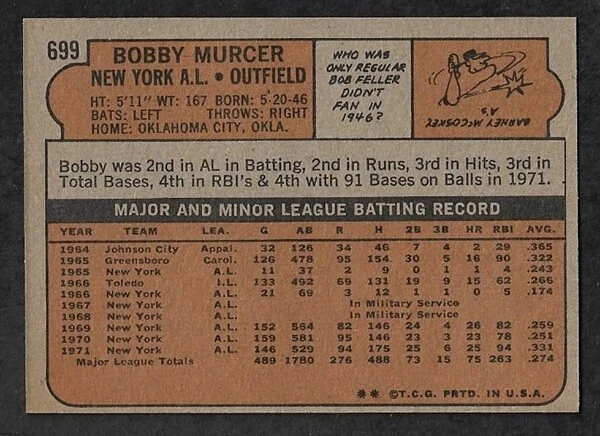 699
BOBBY MURCER
NEW YORK A.L. • OUTFIELD
HT: 5'11" WT: 167 BORN: 5-20-46
BATS: LEFT THROWS: RIGHT
HOME: OKLAHOMA CITY, OKLA.
WHO WAS
ONLY REGULAR
BOB FELLER
DIDN'T
FAN IN
1946?
BARNEY McCOSKEY
A's
Bobby was 2nd in AL in Batting, 2nd in Runs, 3rd in Hits, 3rd in
Total Bases, 4th in RBI's & 4th with 91 Bases on Balls in 1971.
MAJOR AND MINOR LEAGUE BATTING RECORD
YEAR TEAM LEA. G AB R H 2B 3B HR RBI AVG.
1964 Johnson City Appal. 32 126 34 46 7 4 2 29 .365
1965 Greensboro Carol. 126 478 95 154 30 5 16 90 .322
1965 New York A.L. 11 37 2 9 0 1 1 4 .243
1966 Toledo I.L. 133 492 69 131 19 9 15 62 .266
1966 New York A.L. 21 69 3 12 1 1 0 5 .174
1967 New York A.L. In Military Service
1968 New York A.L. In Military Service
1969 New York A.L. 152 564 82 146 24 4 26 82 .259
1970 New York A.L. 159 581 95 146 23 3 23 78 .251
1971 New York A.L. 146 529 94 175 25 6 25 94 .331
Major League Totals 489 1780 276 488 73 15 75 263 .274
** ©T.C.G. PRTD. IN U.S.A.